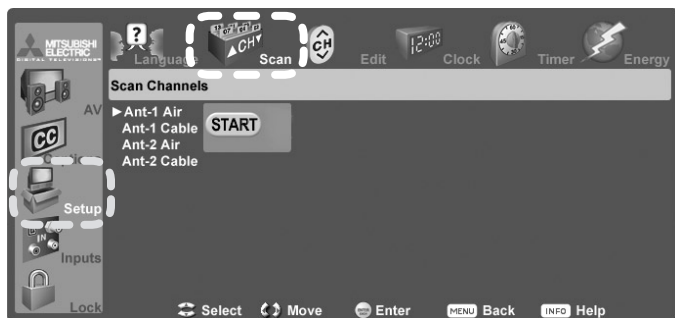 MITSUBISHI
ELECTRIC
DIGITAL TELEVISIONS
Language
Scan
CH
Edit
12:00
Clock
Timer
Energy
Scan Channels
AV
Ant-1 Air
Ant-1 Cable
Ant-2 Air
Ant-2 Cable
START
CC
Setup
IN
Inputs
Lock
Select
Move
Enter
MENU Back
INFO Help